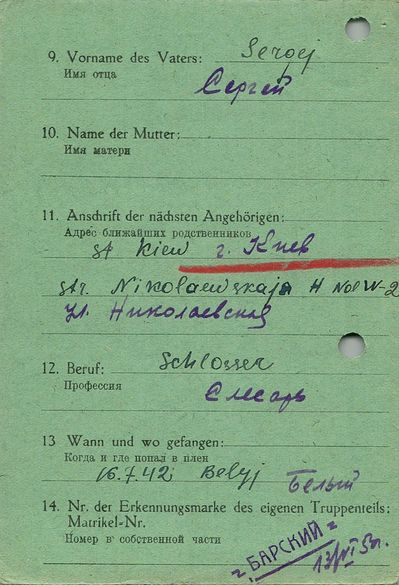 9. Vorname des Vaters: Sergej
Имя отца
Сергей
10. Name der Mutter:
Имя матери
11. Anschrift der nächsten Angehörigen:
Адрес ближайших родственников
st Kiew г. Киев
str. Nikolaewskaja H No
ул. Николаевская
12. Beruf: Schlosser
Профессия
Слесарь
13 Wann und wo gefangen:
Когда и где попал в плен
16.7.42 Belyj Белый
14. Nr. der Erkennungsmarke des eigenen Truppenteils:
Matrikel-Nr.
Номер в собственной части
БАРСКИЙ